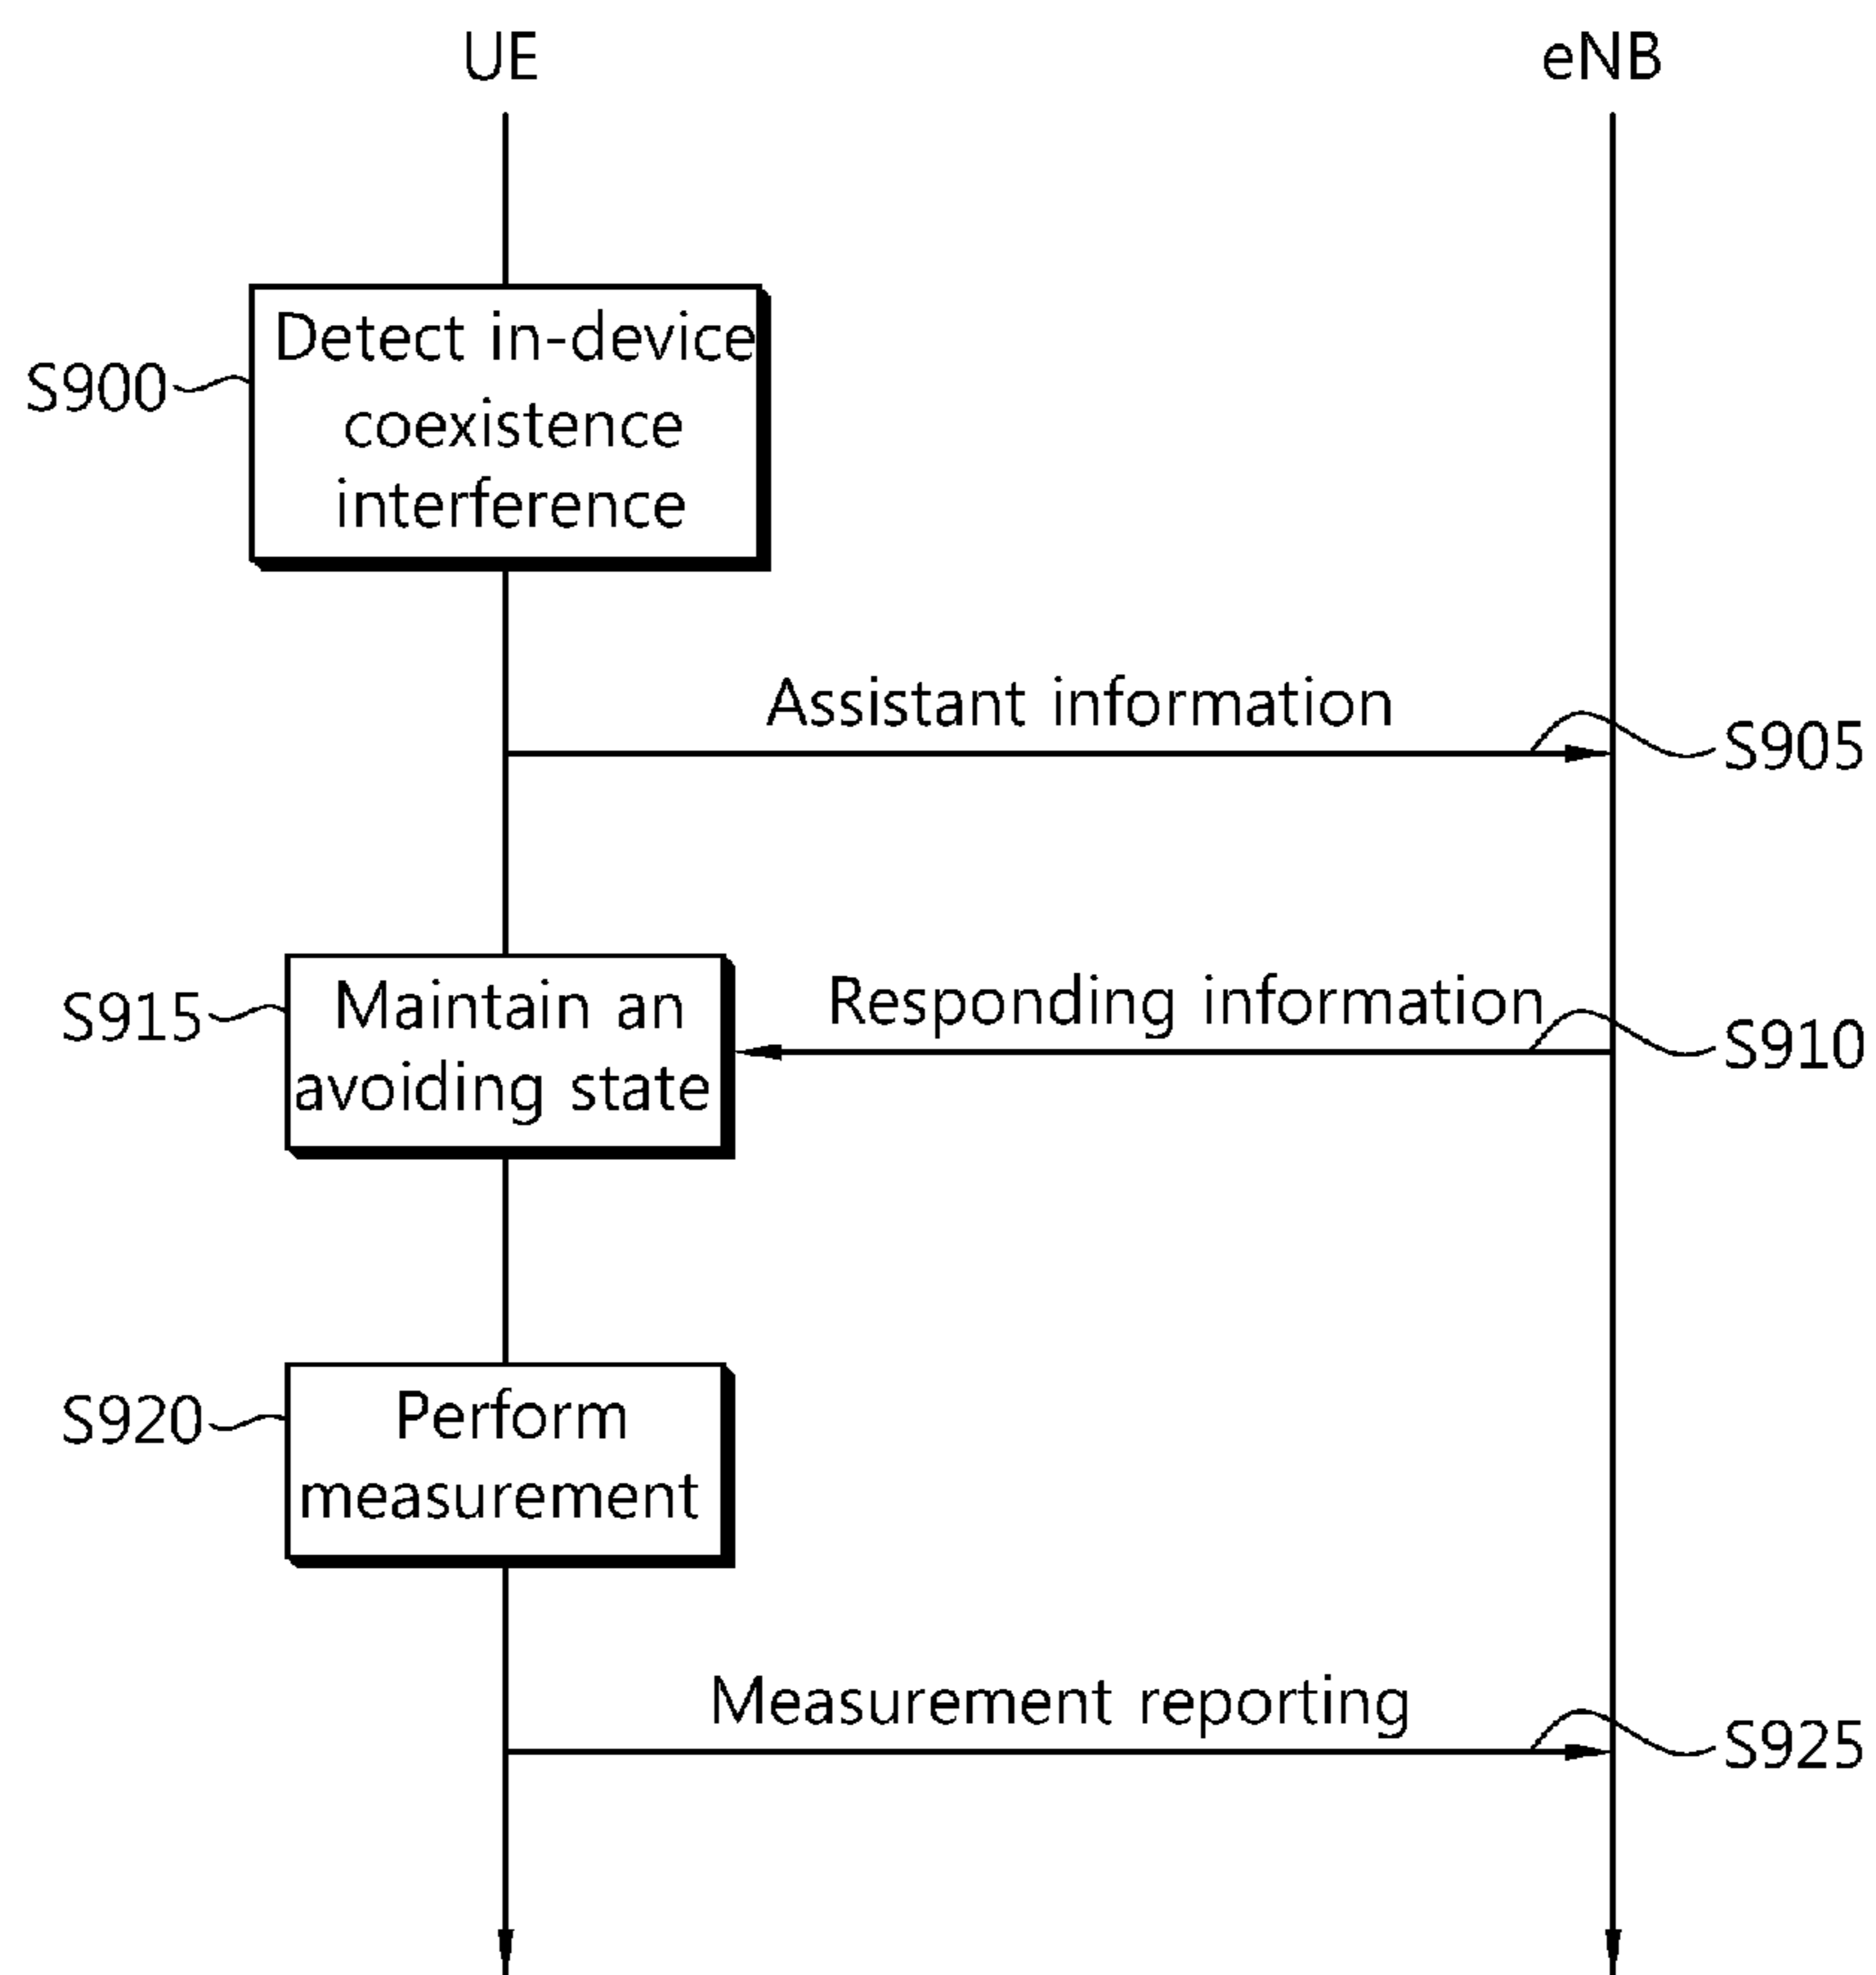 UE
eNB
Detect in-device
coexistence
interference
S900
Assistant information
S905
Maintain an
avoiding state
S915
Responding information
S910
Perform
measurement
S920
Measurement reporting
S925